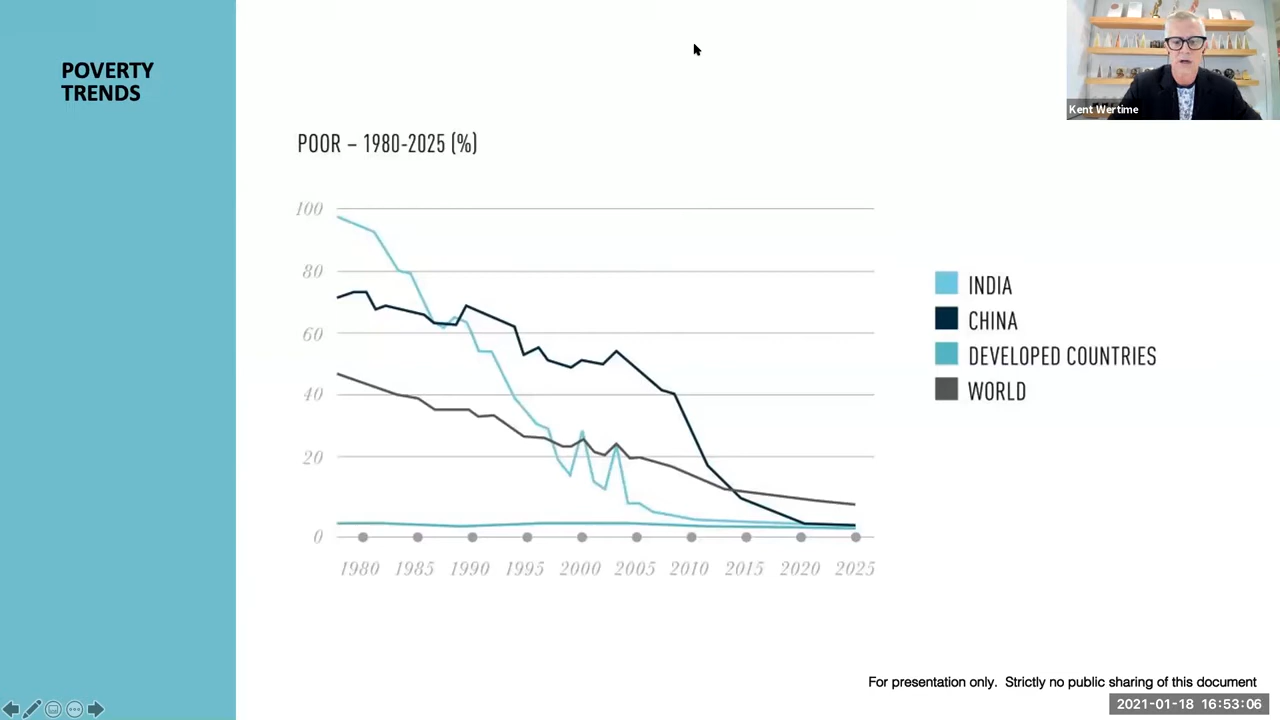 POVERTY
TRENDS
Kent Wertime
POOR – 1980-2025 (%)
100
80
60
40
20
0
1980 1985 1990 1995 2000 2005 2010 2015 2020 2025
INDIA
CHINA
DEVELOPED COUNTRIES
WORLD
For presentation only. Strictly no public sharing of this document
2021-01-18 16:53:06